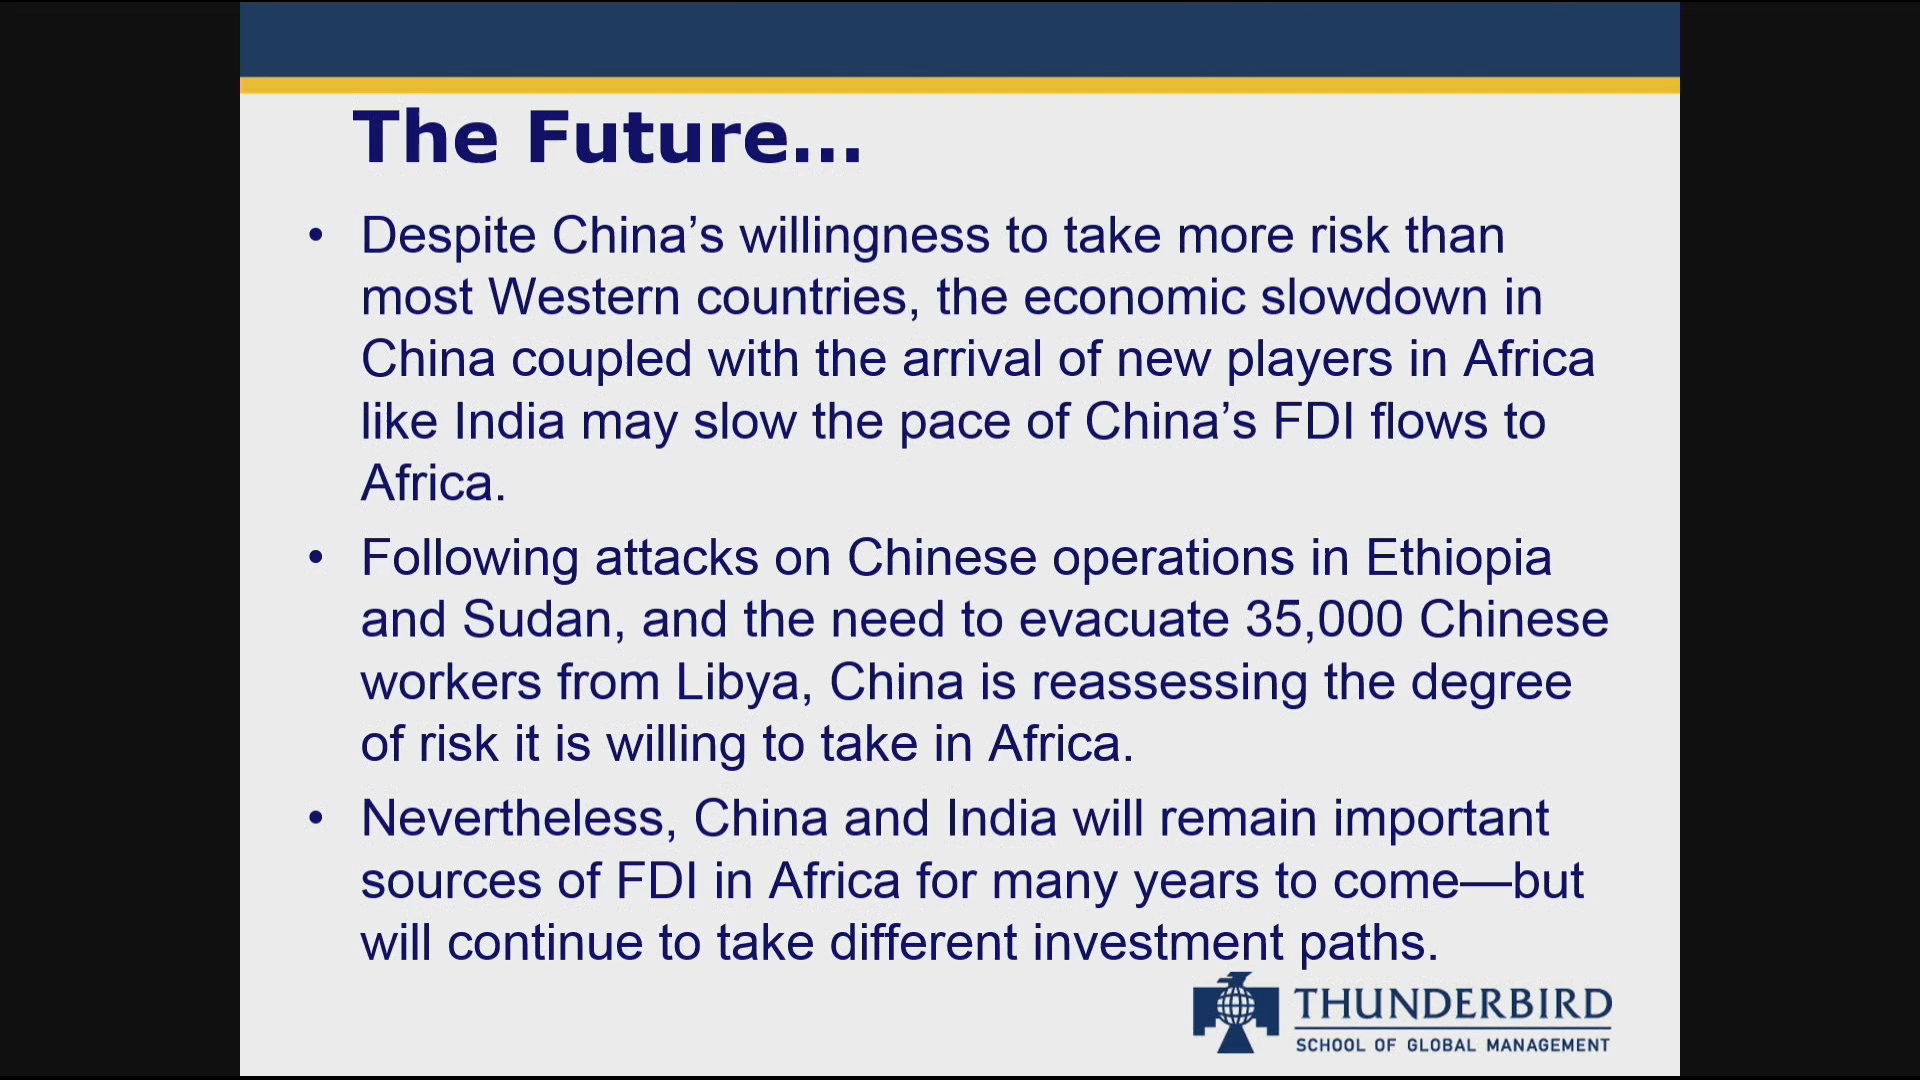 The Future...
• Despite China’s willingness to take more risk than
most Western countries, the economic slowdown in
China coupled with the arrival of new players in Africa
like India may slow the pace of China’s FDI flows to
Africa.
• Following attacks on Chinese operations in Ethiopia
and Sudan, and the need to evacuate 35,000 Chinese
workers from Libya, China is reassessing the degree
of risk it is willing to take in Africa.
• Nevertheless, China and India will remain important
sources of FDI in Africa for many years to come—but
will continue to take different investment paths.
THUNDERBIRD
SCHOOL OF GLOBAL MANAGEMENT